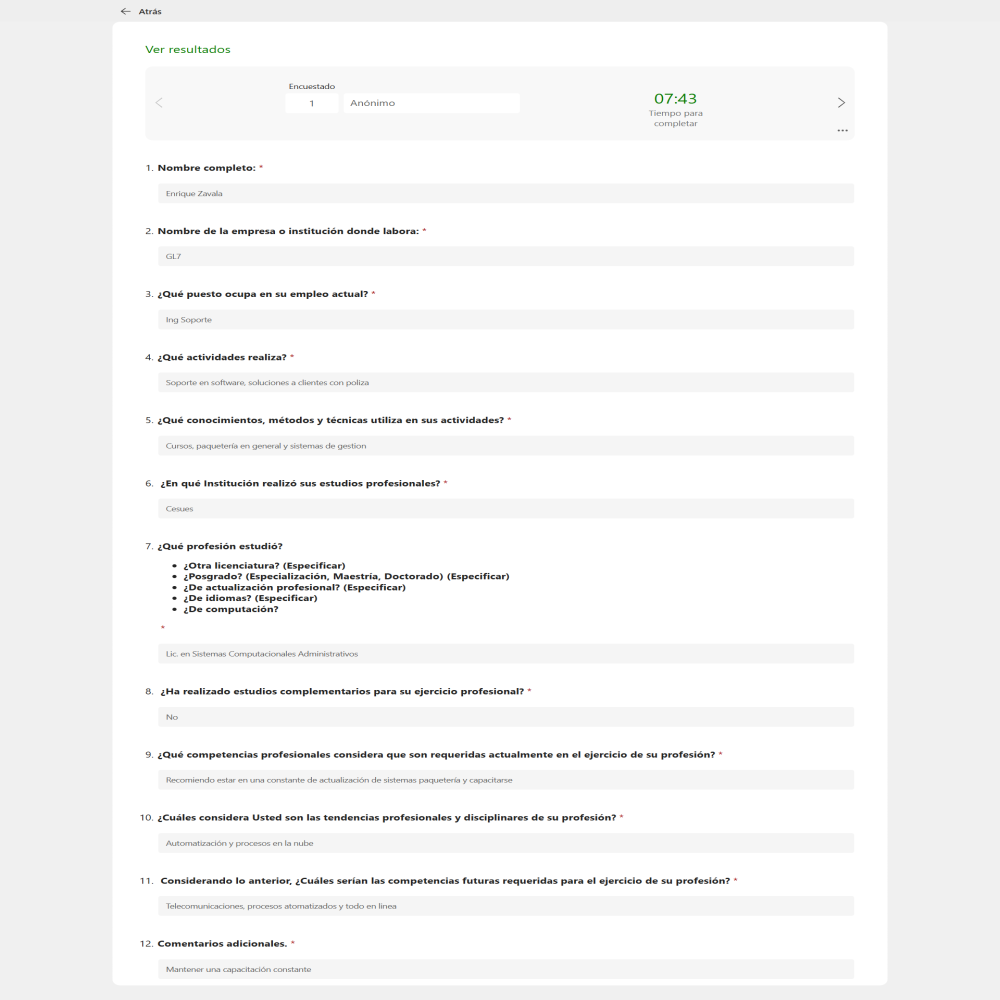 Atrás
Ver resultados
Encuestado
1 Anónimo
07:43
Tiempo para
completar
1. Nombre completo: *
Enrique Zavala
2. Nombre de la empresa o institución donde labora: *
GL7
3. ¿Qué puesto ocupa en su empleo actual? *
Ing Soporte
4. ¿Qué actividades realiza? *
Soporte en software, soluciones a clientes con poliza
5. ¿Qué conocimientos, métodos y técnicas utiliza en sus actividades? *
Cursos, paquetería en general y sistemas de gestion
6. ¿En qué Institución realizó sus estudios profesionales? *
Cesues
7. ¿Qué profesión estudió?
• ¿Otra licenciatura? (Especificar)
• ¿Posgrado? (Especialización, Maestría, Doctorado) (Especificar)
• ¿De actualización profesional? (Especificar)
• ¿De idiomas? (Especificar)
• ¿De computación?
*
Lic. en Sistemas Computacionales Administrativos
8. ¿Ha realizado estudios complementarios para su ejercicio profesional? *
No
9. ¿Qué competencias profesionales considera que son requeridas actualmente en el ejercicio de su profesión? *
Recomiendo estar en una constante de actualización de sistemas paquetería y capacitarse
10. ¿Cuáles considera Usted son las tendencias profesionales y disciplinares de su profesión? *
Automatización y procesos en la nube
11. Considerando lo anterior, ¿Cuáles serían las competencias futuras requeridas para el ejercicio de su profesión? *
Telecomunicaciones, procesos atomatizados y todo en linea
12. Comentarios adicionales. *
Mantener una capacitación constante